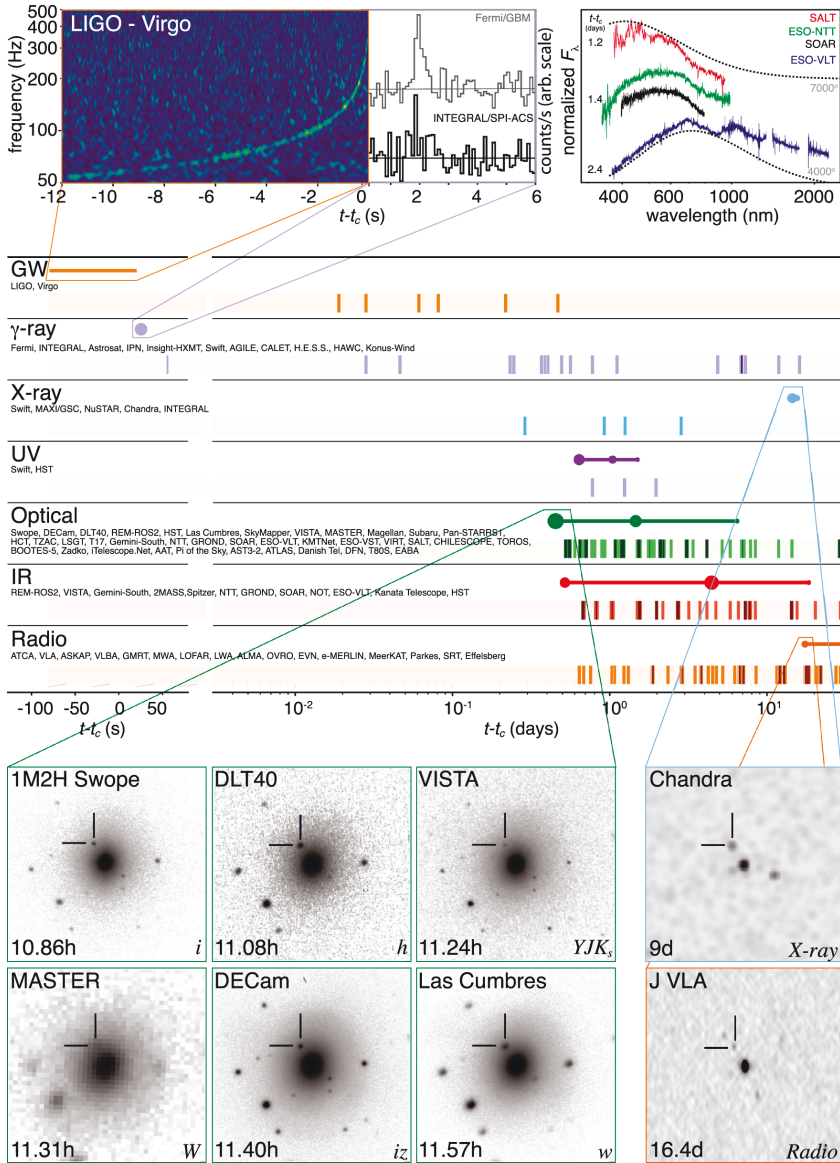 LIGO - Virgo
frequency (Hz)
500
400
300
200
100
50
-12
-10
-8
-6
-4
-2
0
2
4
6
t-tc (s)
Fermi/GBM
INTEGRAL/SPI-ACS
counts/s (arb. scale)
normalized Fλ
t-tc
(days)
1.2
1.4
2.4
SALT
ESO-NTT
SOAR
ESO-VLT
7000°
4000°
400
600
1000
2000
wavelength (nm)
GW
LIGO, Virgo
γ-ray
Fermi, INTEGRAL, Astrosat, IPN, Insight-HXMT, Swift, AGILE, CALET, H.E.S.S., HAWC, Konus-Wind
X-ray
Swift, MAXI/GSC, NuSTAR, Chandra, INTEGRAL
UV
Swift, HST
Optical
Swope, DECam, DLT40, REM-ROS2, HST, Las Cumbres, SkyMapper, VISTA, MASTER, Magellan, Subaru, Pan-STARRS1,
HCT, TZAC, LSGT, T17, Gemini-South, NTT, GROND, SOAR, ESO-VLT, KMTNet, ESO-VST, VIRT, SALT, CHILESCOPE, TOROS,
BOOTES-5, Zadko, iTelescope.Net, AAT, Pi of the Sky, AST3-2, ATLAS, Danish Tel, DFN, T80S, EABA
IR
REM-ROS2, VISTA, Gemini-South, 2MASS,Spitzer, NTT, GROND, SOAR, NOT, ESO-VLT, Kanata Telescope, HST
Radio
ATCA, VLA, ASKAP, VLBA, GMRT, MWA, LOFAR, LWA, ALMA, OVRO, EVN, e-MERLIN, MeerKAT, Parkes, SRT, Effelsberg
-100 -50 0 50
10⁻² 10⁻¹ 10⁰ 10¹
t-tc (s)
t-tc (days)
1M2H Swope
10.86h
i
DLT40
11.08h
h
VISTA
11.24h
YJKs
Chandra
9d
X-ray
MASTER
11.31h
W
DECam
11.40h
iz
Las Cumbres
11.57h
w
J VLA
16.4d
Radio